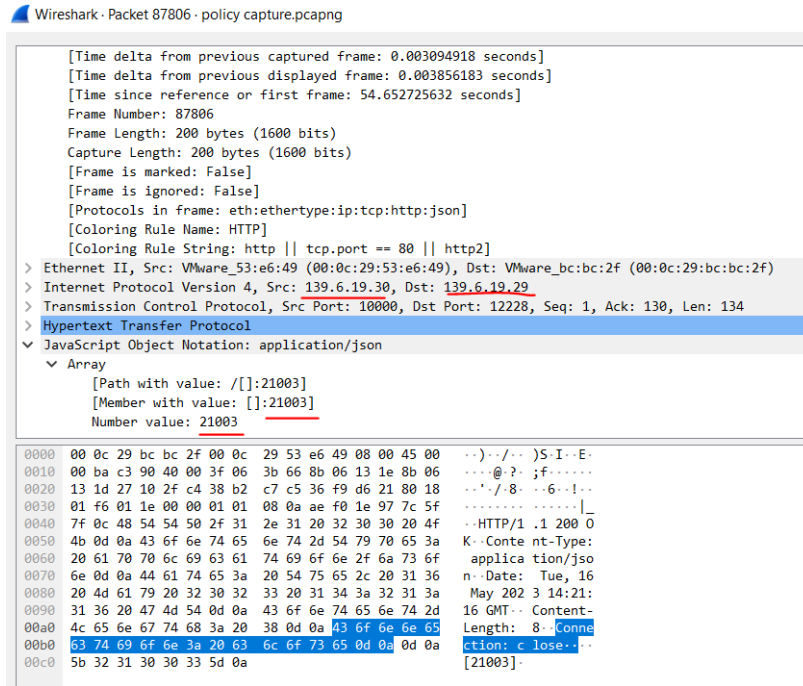 Wireshark · Packet 87806 · policy capture.pcapng
[Time delta from previous captured frame: 0.003094918 seconds]
[Time delta from previous displayed frame: 0.003856183 seconds]
[Time since reference or first frame: 54.652725632 seconds]
Frame Number: 87806
Frame Length: 200 bytes (1600 bits)
Capture Length: 200 bytes (1600 bits)
[Frame is marked: False]
[Frame is ignored: False]
[Protocols in frame: eth:ethertype:ip:tcp:http:json]
[Coloring Rule Name: HTTP]
[Coloring Rule String: http || tcp.port == 80 || http2]
Ethernet II, Src: VMware_53:e6:49 (00:0c:29:53:e6:49), Dst: VMware_bc:bc:2f (00:0c:29:bc:bc:2f)
Internet Protocol Version 4, Src: 139.6.19.30, Dst: 139.6.19.29
Transmission Control Protocol, Src Port: 10000, Dst Port: 12228, Seq: 1, Ack: 130, Len: 134
Hypertext Transfer Protocol
JavaScript Object Notation: application/json
Array
[Path with value: /[]:21003]
[Member with value: []:21003]
Number value: 21003
0000 00 0c 29 bc bc 2f 00 0c 29 53 e6 49 08 00 45 00 ··)··/·· )S·I··E·
0010 00 ba c3 90 40 00 3f 06 3b 66 8b 06 13 1e 8b 06 ····@·?· ;f······
0020 13 1d 27 10 2f c4 38 b2 c7 c5 36 f9 d6 21 80 18 ··'·/·8· ··6··!··
0030 01 f6 01 1e 00 00 01 01 08 0a ae f0 1e 97 7c 5f ········ ······|_
0040 7f 0c 48 54 54 50 2f 31 2e 31 20 32 30 30 20 4f ··HTTP/1 .1 200 O
0050 4b 0d 0a 43 6f 6e 74 65 6e 74 2d 54 79 70 65 3a K··Conte nt-Type:
0060 20 61 70 70 6c 69 63 61 74 69 6f 6e 2f 6a 73 6f applica tion/jso
0070 6e 0d 0a 44 61 74 65 3a 20 54 75 65 2c 20 31 36 n··Date: Tue, 16
0080 20 4d 61 79 20 32 30 32 33 20 31 34 3a 32 31 3a May 202 3 14:21:
0090 31 36 20 47 4d 54 0d 0a 43 6f 6e 74 65 6e 74 2d 16 GMT·· Content-
00a0 4c 65 6e 67 74 68 3a 20 38 0d 0a 43 6f 6e 6e 65 Length: 8··Conne
00b0 63 74 69 6f 6e 3a 20 63 6c 6f 73 65 0d 0a 0d 0a ction: c lose····
00c0 5b 32 31 30 30 33 5d 0a [21003]·